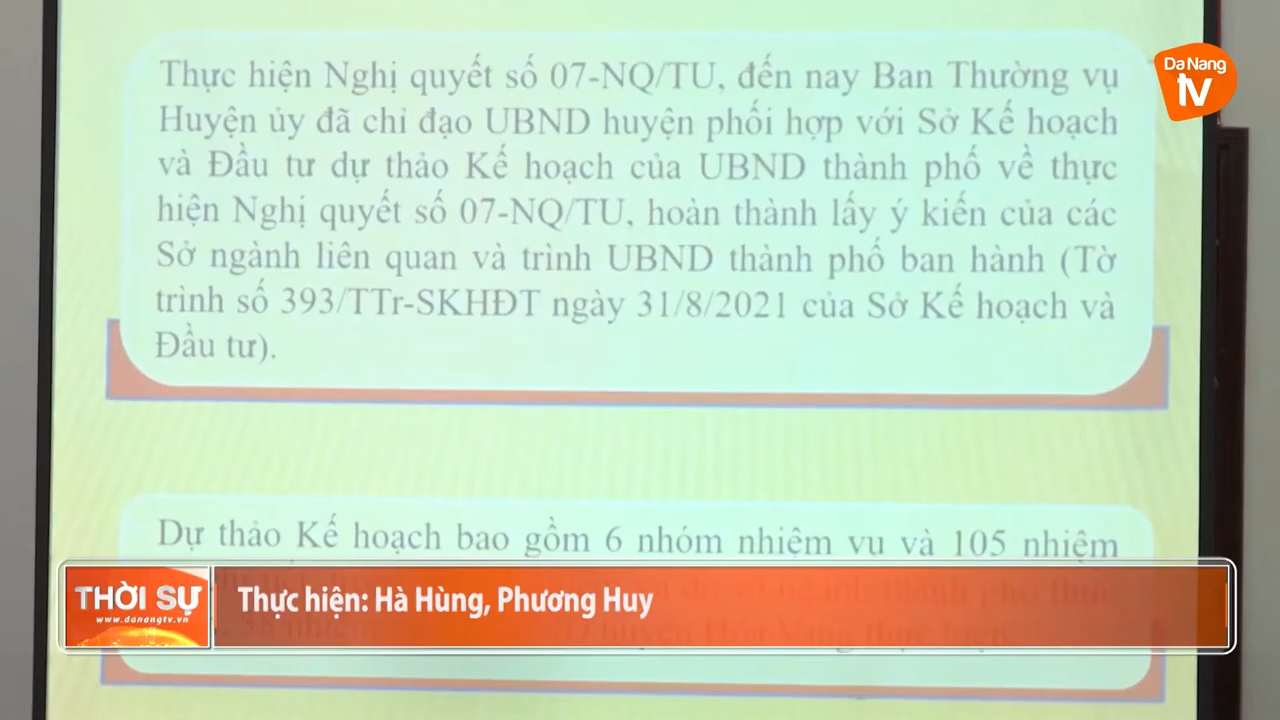 Thực hiện Nghị quyết số 07-NQ/TU, đến nay Ban Thường vụ
Huyện ủy đã chỉ đạo UBND huyện phối hợp với Sở Kế hoạch
và Đầu tư dự thảo Kế hoạch của UBND thành phố về thực
hiện Nghị quyết số 07-NQ/TU, hoàn thành lấy ý kiến của các
Sở ngành liên quan và trình UBND thành phố ban hành (Tờ
trình số 393/TTr-SKHĐT ngày 31/8/2021 của Sở Kế hoạch và
Đầu tư).
Da Nang
tv
Dự thảo Kế hoạch bao gồm 6 nhóm nhiệm vu và 105 nhiệm
THỜI SỰ
www.danangtv.vn
Thực hiện: Hà Hùng, Phương Huy